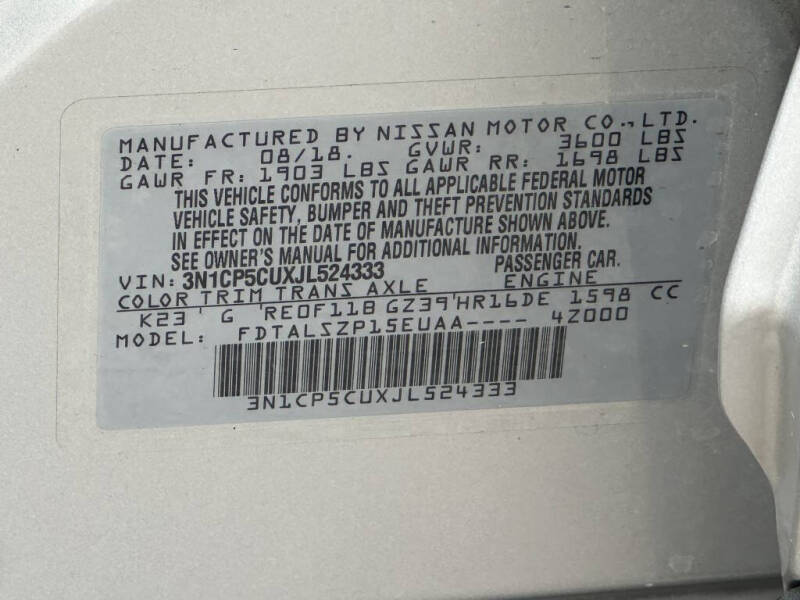 MANUFACTURED BY NISSAN MOTOR CO., LTD.
DATE: 08/18. GVWR: 3600 LBS
GAWR FR: 1903 LBS GAWR RR: 1698 LBS
THIS VEHICLE CONFORMS TO ALL APPLICABLE FEDERAL MOTOR
VEHICLE SAFETY, BUMPER AND THEFT PREVENTION STANDARDS
IN EFFECT ON THE DATE OF MANUFACTURE SHOWN ABOVE.
SEE OWNER'S MANUAL FOR ADDITIONAL INFORMATION.
VIN: 3N1CP5CUXJL524333 PASSENGER CAR.
COLOR TRIM TRANS AXLE ENGINE
K23 G RE0F11B GZ39 HR16DE 1598 CC
MODEL: FDTALSZP15EUAA---- 4Z000
3N1CP5CUXJL524333